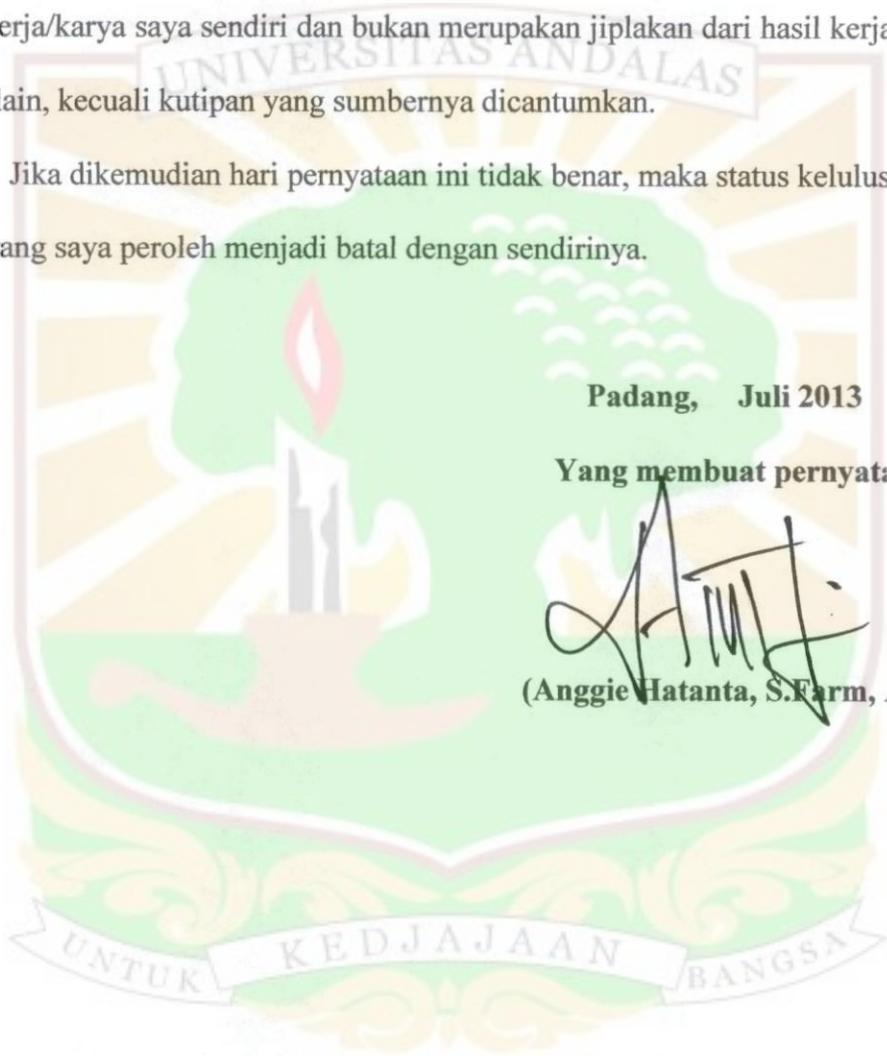 erja/karya saya sendiri dan bukan merupakan jiplakan dari hasil kerja
UNIVERSITAS ANDALAS
lain, kecuali kutipan yang sumbernya dicantumkan.
Jika dikemudian hari pernyataan ini tidak benar, maka status kelulus
ang saya peroleh menjadi batal dengan sendirinya.
Padang, Juli 2013
Yang membuat pernyata
(Anggie Hatanta, S.Farm,
UNTUK KEDJAJAAN BANGSA